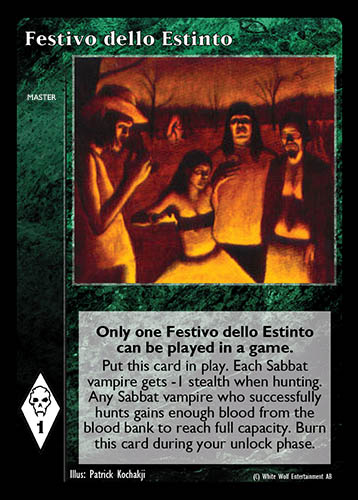 Festivo dello Estinto
MASTER
Only one Festivo dello Estinto
can be played in a game.
Put this card in play. Each Sabbat
vampire gets -1 stealth when hunting.
Any Sabbat vampire who successfully
hunts gains enough blood from the
blood bank to reach full capacity. Burn
this card during your unlock phase.
1
Illus: Patrick Kochakji
(C) White Wolf Entertainment AB